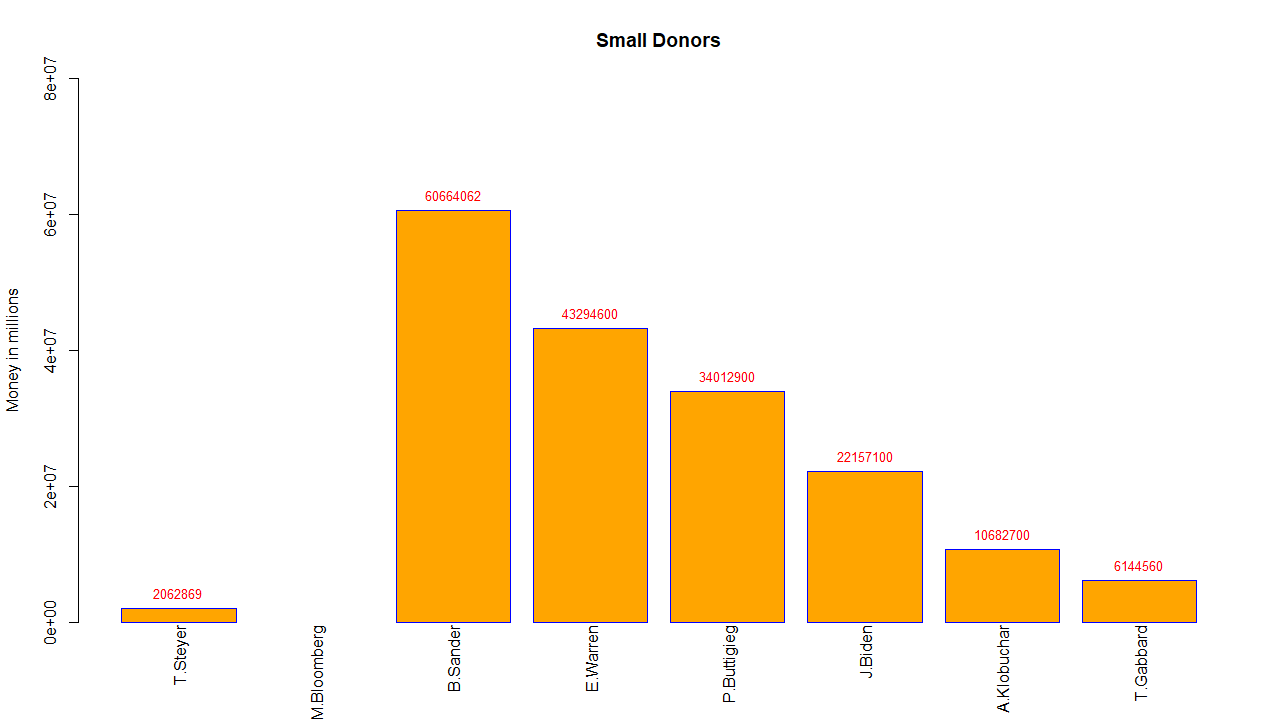 Small Donors
Money in millions
8e+07
6e+07
4e+07
2e+07
0e+00
2062869
60664062
43294600
34012900
22157100
10682700
6144560
T.Steyer
M.Bloomberg
B.Sander
E.Warren
P.Buttigieg
J.Biden
A.Klobuchar
T.Gabbard